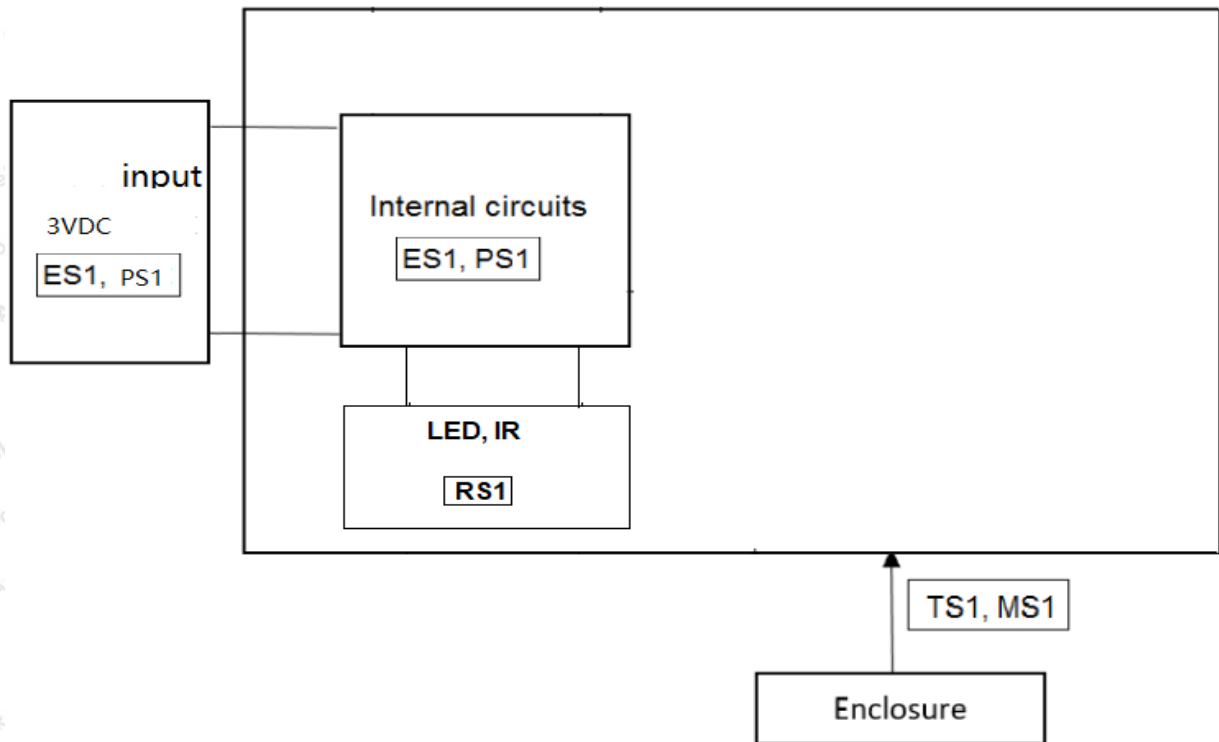 input
3VDC
ES1, PS1
Internal circuits
ES1, PS1
LED, IR
RS1
TS1, MS1
Enclosure